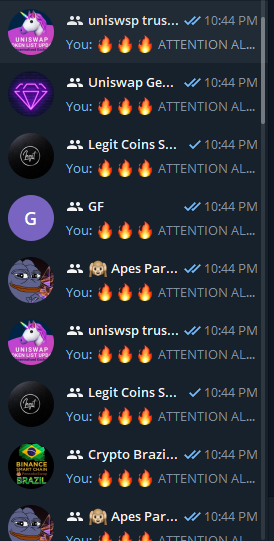 uniswsp trus... 10:44 PM
You: 🔥 🔥 🔥 ATTENTION AL...
UNISWAP
TOKEN LIST UPS
Uniswap Ge... 10:44 PM
You: 🔥 🔥 🔥 ATTENTION AL...
Legit Coins S... 10:44 PM
You: 🔥 🔥 🔥 ATTENTION AL...
Legit
G
GF 10:44 PM
You: 🔥 🔥 🔥 ATTENTION AL...
🙉 Apes Par... 10:44 PM
You: 🔥 🔥 🔥 ATTENTION AL...
uniswsp trus... 10:44 PM
You: 🔥 🔥 🔥 ATTENTION AL...
UNISWAP
TOKEN LIST UPS
Legit Coins S... 10:44 PM
You: 🔥 🔥 🔥 ATTENTION AL...
Legit
Crypto Brazi... 10:44 PM
You: 🔥 🔥 🔥 ATTENTION AL...
BINANCE
SMART CHAIN
BRAZIL
🙉 Apes Par... 10:44 PM
You: 🔥 🔥 🔥 ATTENTION AL...